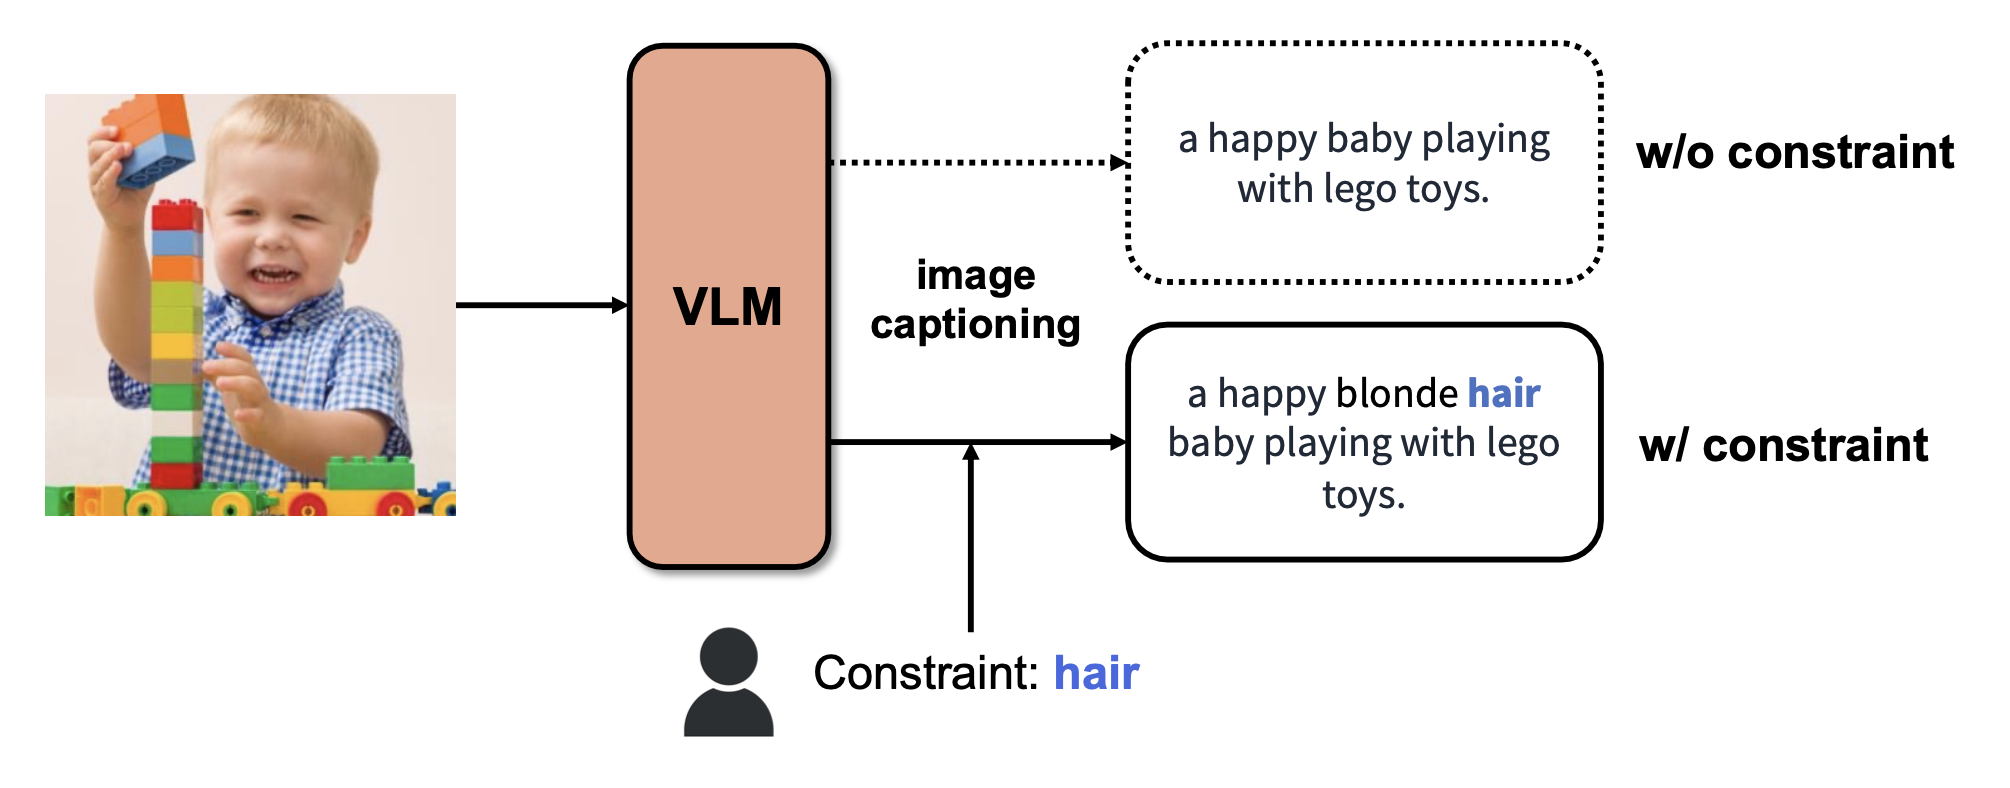 VLM
image
captioning
a happy baby playing
with lego toys.
w/o constraint
a happy blonde hair
baby playing with lego
toys.
w/ constraint
Constraint: hair